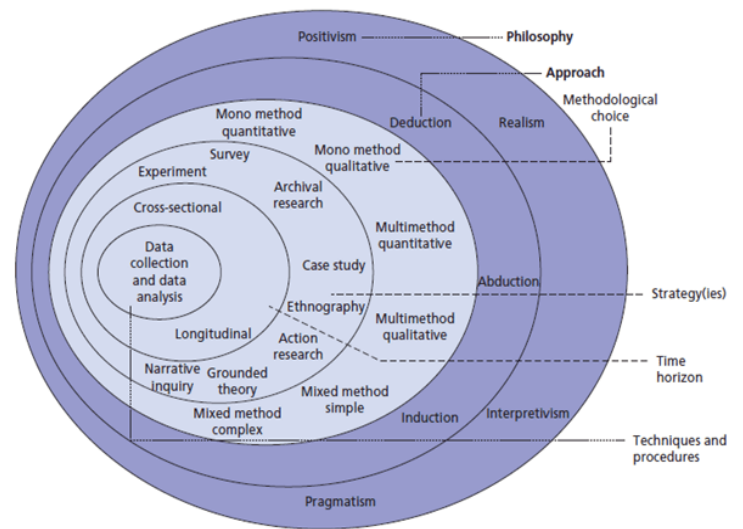 Positivism
Philosophy
Approach
Methodological
choice
Mono method
quantitative
Deduction
Realism
Mono method
qualitative
Survey
Experiment
Archival
research
Cross-sectional
Multimethod
quantitative
Data
collection
and data
analysis
Case study
Abduction
Strategy(ies)
Ethnography
Multimethod
qualitative
Longitudinal
Action
research
Time
horizon
Narrative
inquiry
Grounded
theory
Mixed method
simple
Mixed method
complex
Induction
Interpretivism
Techniques and
procedures
Pragmatism